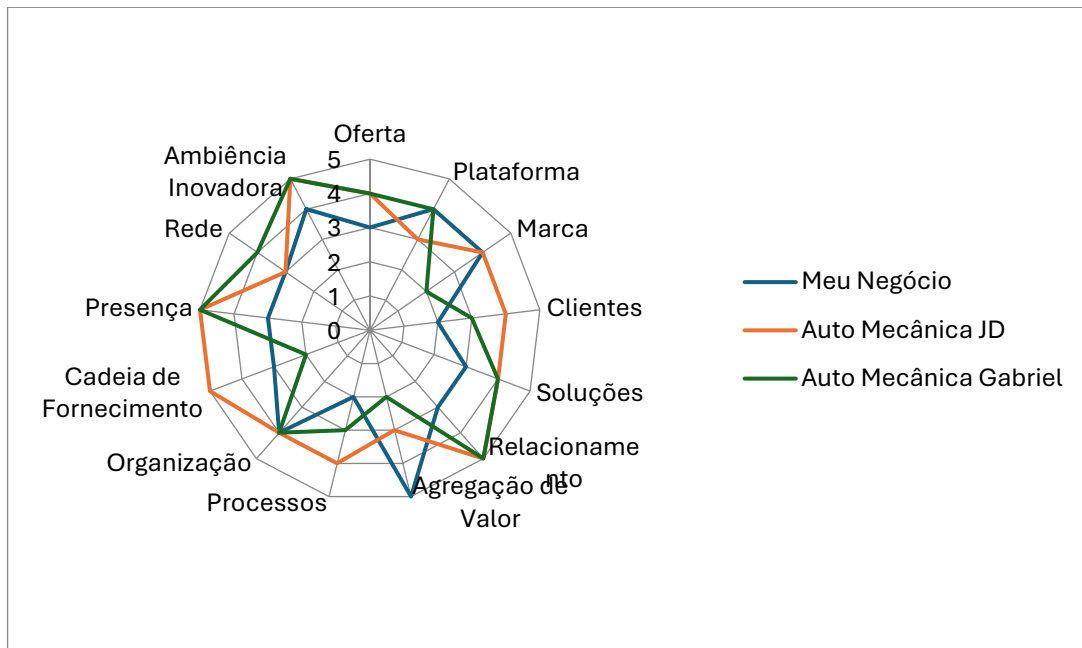 Oferta
Plataforma
Marca
Clientes
Soluções
Relacioname
nto
Agregação de
Valor
Processos
Organização
Cadeia de
Fornecimento
Presença
Rede
Ambiência
Inovadora
5
4
3
2
1
0
Meu Negócio
Auto Mecânica JD
Auto Mecânica Gabriel